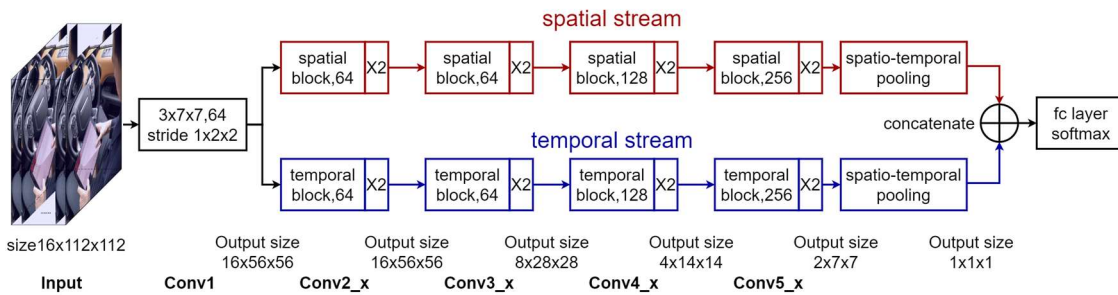 spatial stream
spatial
block,64
X2
spatial
block,64
X2
spatial
block,128
X2
spatial
block,256
X2
spatio-temporal
pooling
3x7x7,64
stride 1x2x2
concatenate
fc layer
softmax
temporal stream
temporal
block,64
X2
temporal
block,64
X2
temporal
block,128
X2
temporal
block,256
X2
spatio-temporal
pooling
size16x112x112
Output size
16x56x56
Output size
16x56x56
Output size
8x28x28
Output size
4x14x14
Output size
2x7x7
Output size
1x1x1
Input
Conv1
Conv2_x
Conv3_x
Conv4_x
Conv5_x